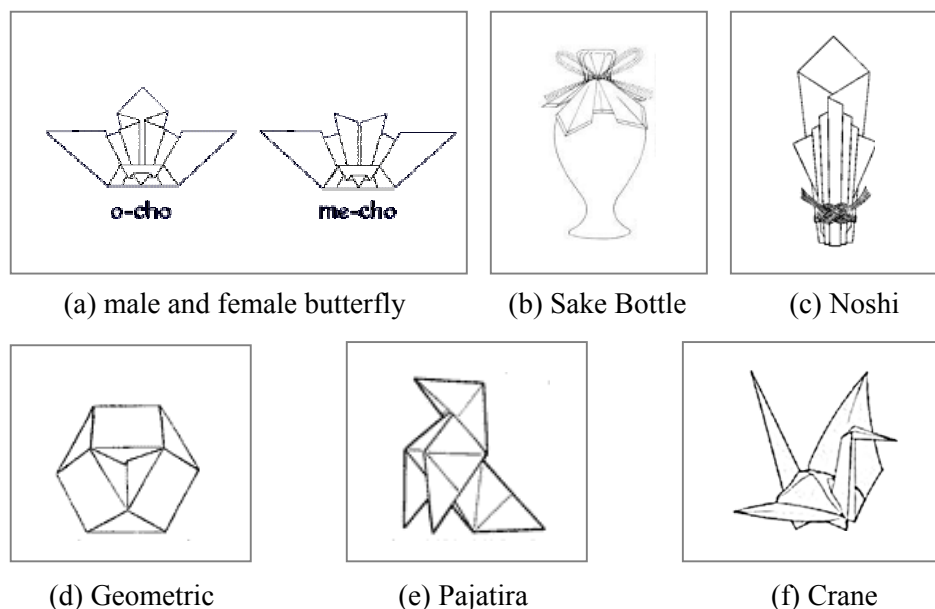 o-cho
me-cho
(a) male and female butterfly
(b) Sake Bottle
(c) Noshi
(d) Geometric
(e) Pajatira
(f) Crane